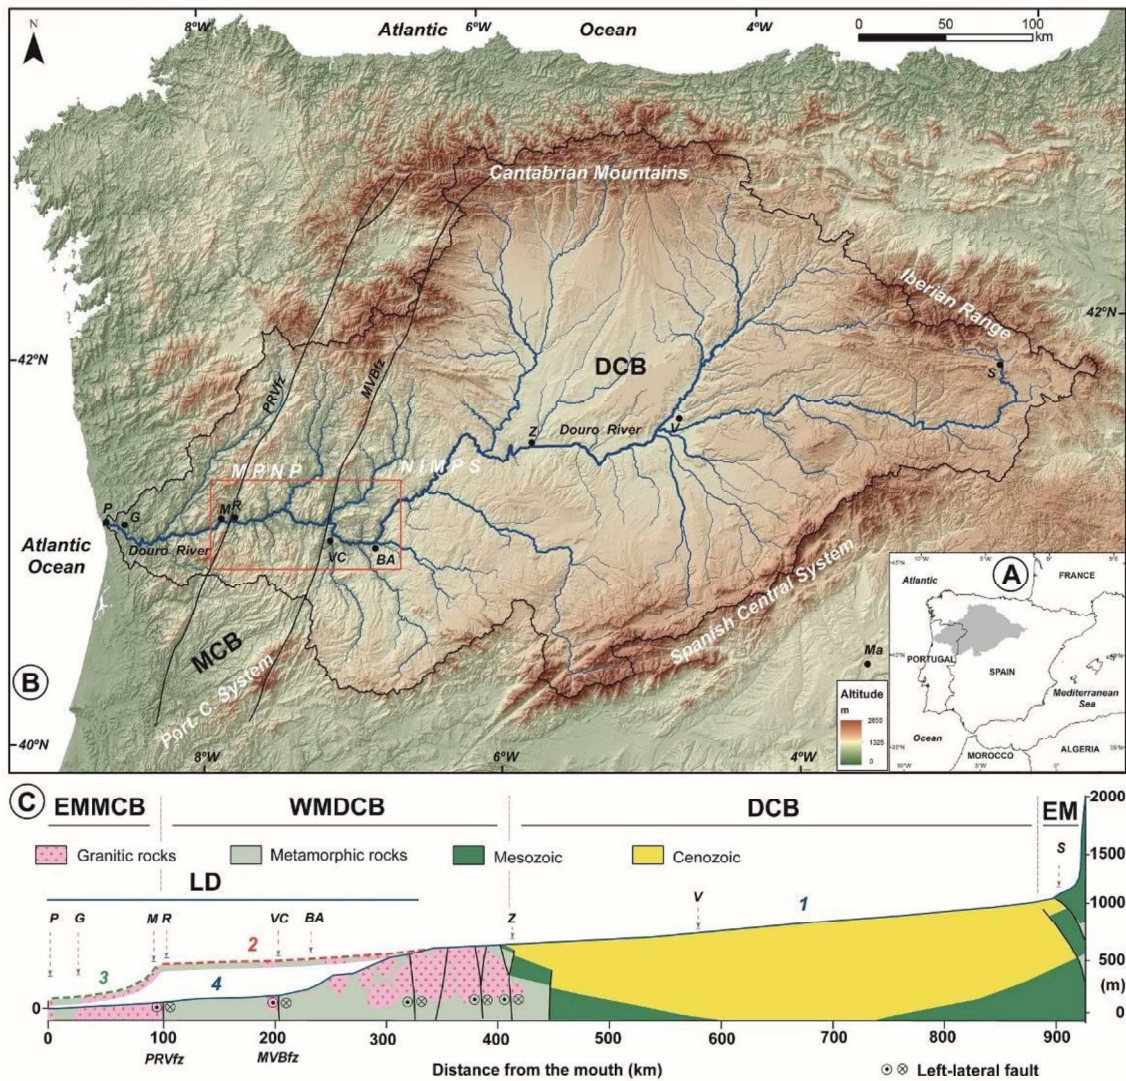 N
8ºW
Atlantic
6ºW
Ocean
4ºW
0 50 100
km
Cantabrian Mountains
Iberian Range
42ºN
42ºN
PRVfz
MVBfz
DCB
S
V
Z
Douro River
MPNP
NIMPS
P
G
M
R
Douro River
VC
BA
Atlantic
Ocean
MCB
Port. C. System
Spanish Central System
Ma
B
40ºN
8ºW
6ºW
4ºW
Altitude
m
2650
1325
0
A
Atlantic
FRANCE
PORTUGAL
SPAIN
Mediterranean
Sea
Ocean
MOROCCO
ALGERIA
C
EMMCB
WMDCB
DCB
EM
2000
Granitic rocks
Metamorphic rocks
Mesozoic
Cenozoic
1500
LD
S
P G M R VC BA Z V
1
1000
2
3
4
500
(m)
0
0
0 100 200 300 400 500 600 700 800 900
PRVfz
MVBfz
Distance from the mouth (km)
Left-lateral fault